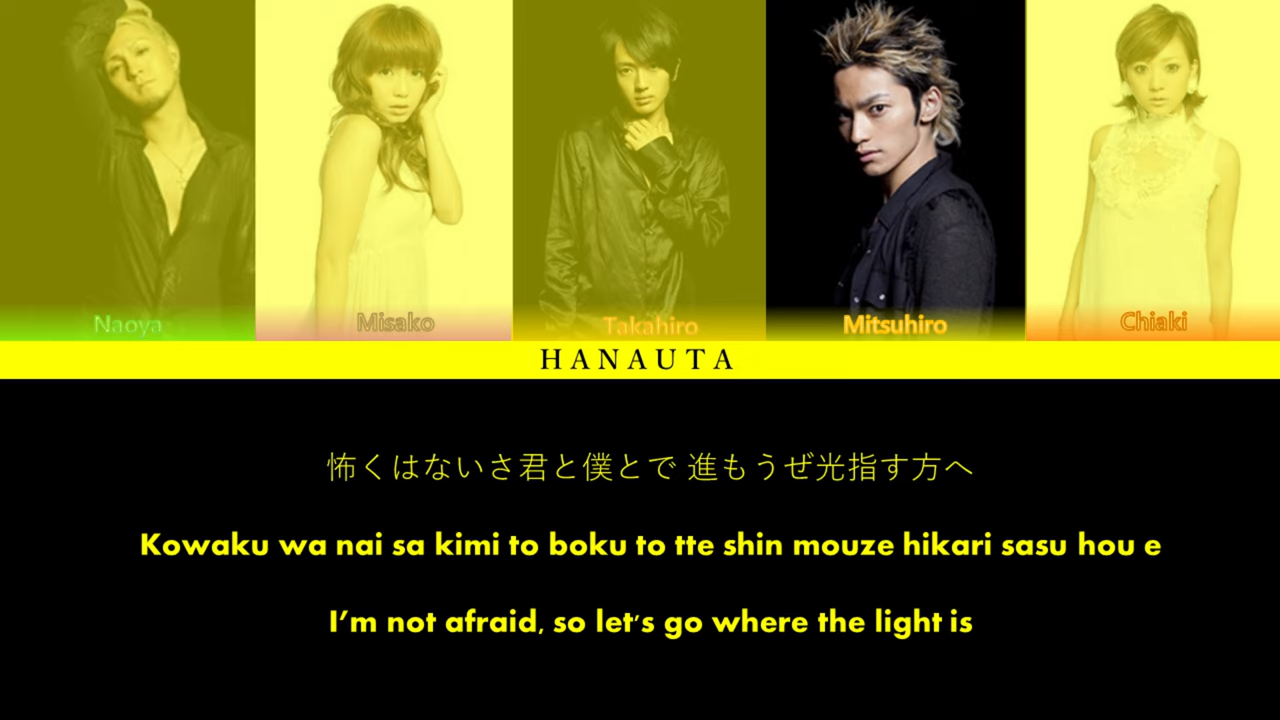 Naoya
Misako
Takahiro
Mitsuhiro
Chiaki
HANAUTA
怖くはないさ君と僕とで 進もうぜ光指す方へ
Kowaku wa nai sa kimi to boku to tte shin mouze hikari sasu hou e
I'm not afraid, so let's go where the light is